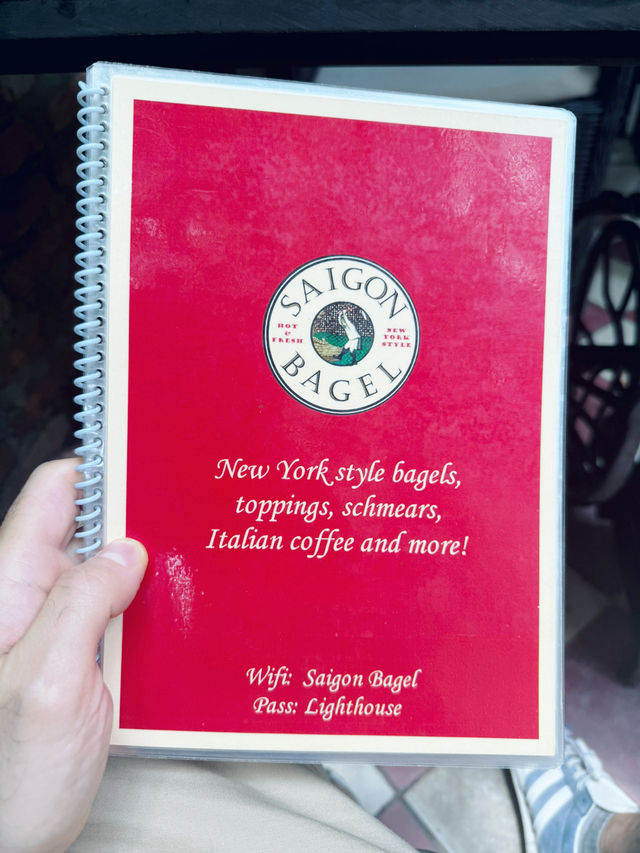 SAIGON
HOT
&
FRESH
NEW
YORK
STYLE
BAGEL
New York style bagels,
toppings, schmears,
Italian coffee and more!
Wifi: Saigon Bagel
Pass: Lighthouse